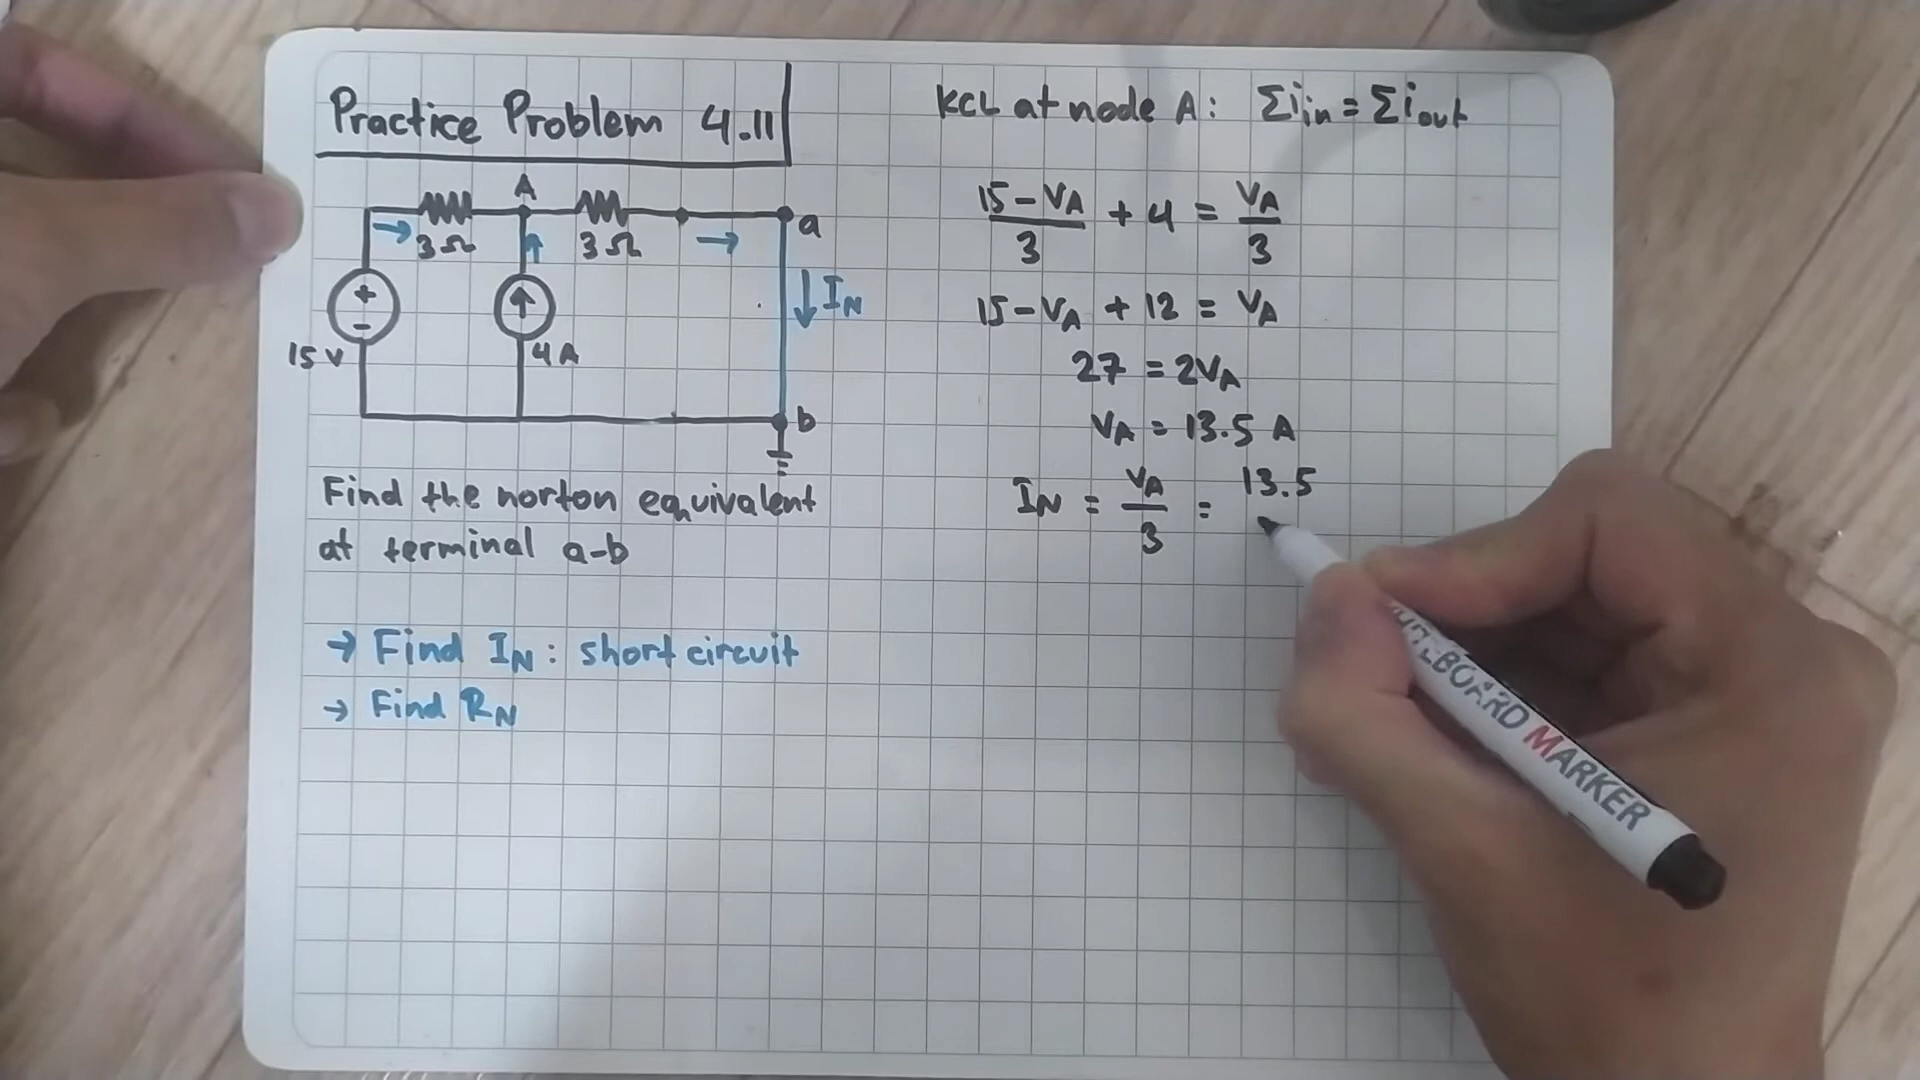 Practice Problem 4.11
A
3Ω
3Ω
a
+
-
15 V
4A
I_N
b
Find the norton equivalent
at terminal a-b
→ Find I_N : short circuit
→ Find R_N
KCL at node A : Σi_in = Σi_out
(15 - V_A)/3 + 4 = V_A/3
15 - V_A + 12 = V_A
27 = 2V_A
V_A = 13.5 A
I_N = V_A/3 = 13.5
BOARD MARKER